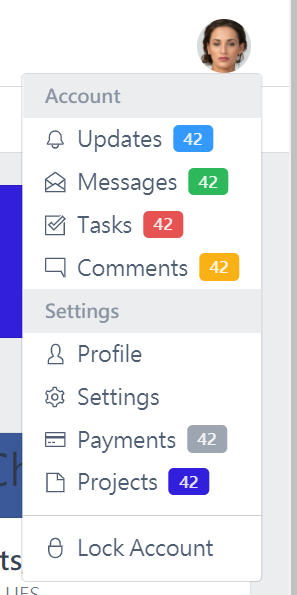 Account
Updates 42
Messages 42
Tasks 42
Comments 42
Settings
Profile
Settings
Payments 42
Projects 42
Lock Account